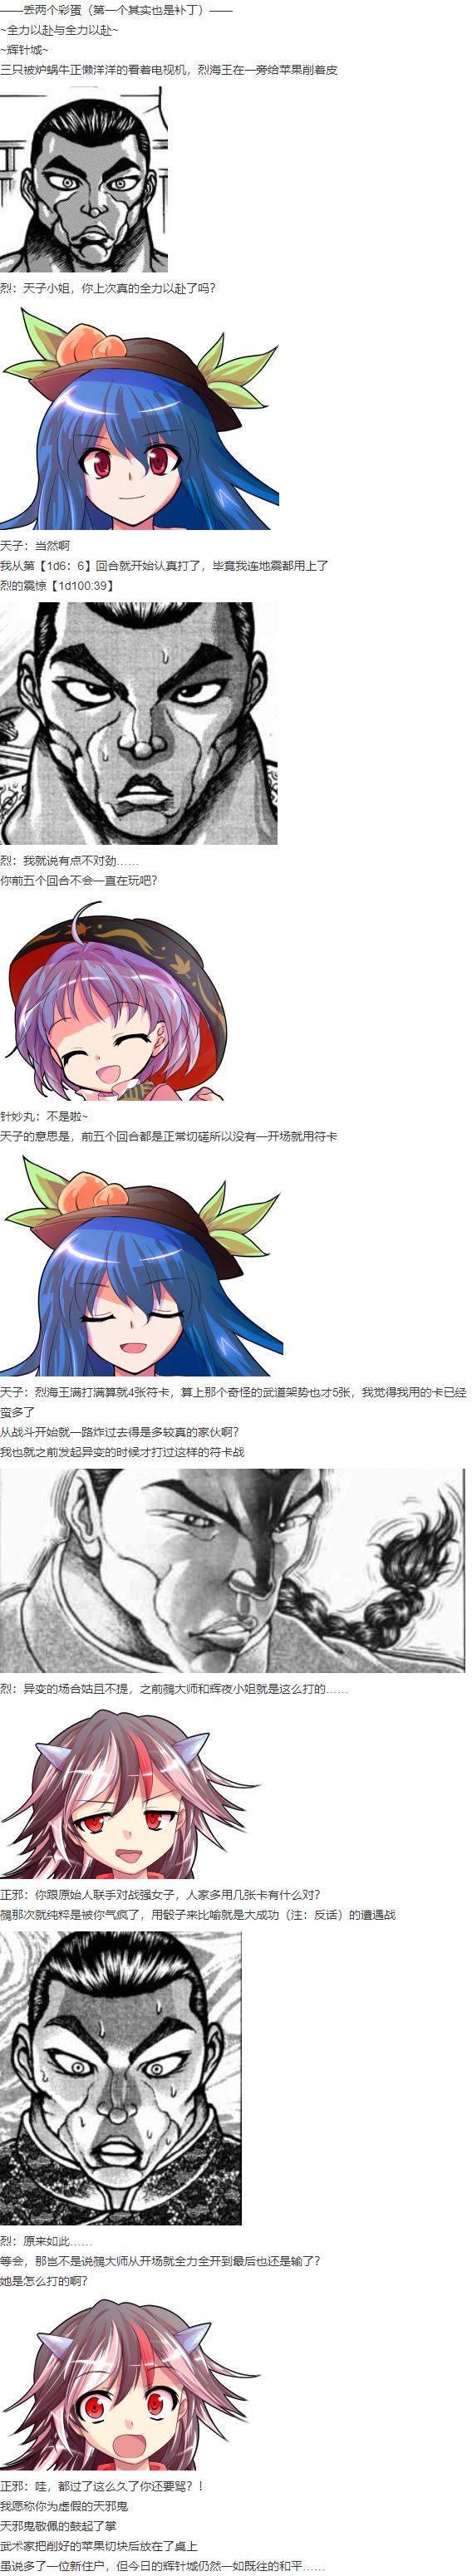 ——丢两个彩蛋（第一个其实也是补丁）——
~全力以赴与全力以赴~
~辉针城~
三只被炉蜗牛正懒洋洋的看着电视机，烈海王在一旁给苹果削着皮
烈：天子小姐，你上次真的全力以赴了吗？
天子：当然啊
我从第【1d6：6】回合就开始认真打了，毕竟我连地震都用上了
烈的震惊【1d100:39】
烈：我就说有点不对劲……
你前五个回合不会一直在玩吧？
针妙丸：不是啦~
天子的意思是，前五个回合都是正常切磋所以没有一开场就用符卡
天子：烈海王满打满算就4张符卡，算上那个奇怪的武道架势也才5张，我觉得我用的卡已经
蛮多了
从战斗开始就一路炸过去得是多较真的家伙啊？
我也就之前发起异变的时候才打过这样的符卡战
烈：异变的场合姑且不提，之前鵺大师和辉夜小姐就是这么打的……
正邪：你跟原始人联手对战强女子，人家多用几张卡有什么对？
鵺那次就纯粹是被你气疯了，用骰子来比喻就是大成功（注：反话）的遭遇战
烈：原来如此……
等会，那岂不是说鵺大师从开场就全力全开到最后也还是输了？
她是怎么打的啊？
正邪：哇，都过了这么久了你还要骂？！
我愿称你为虚假的天邪鬼
天邪鬼敬佩的鼓起了掌
武术家把削好的苹果切块后放在了桌上
虽说多了一位新住户，但今日的辉针城仍然一如既往的和平……